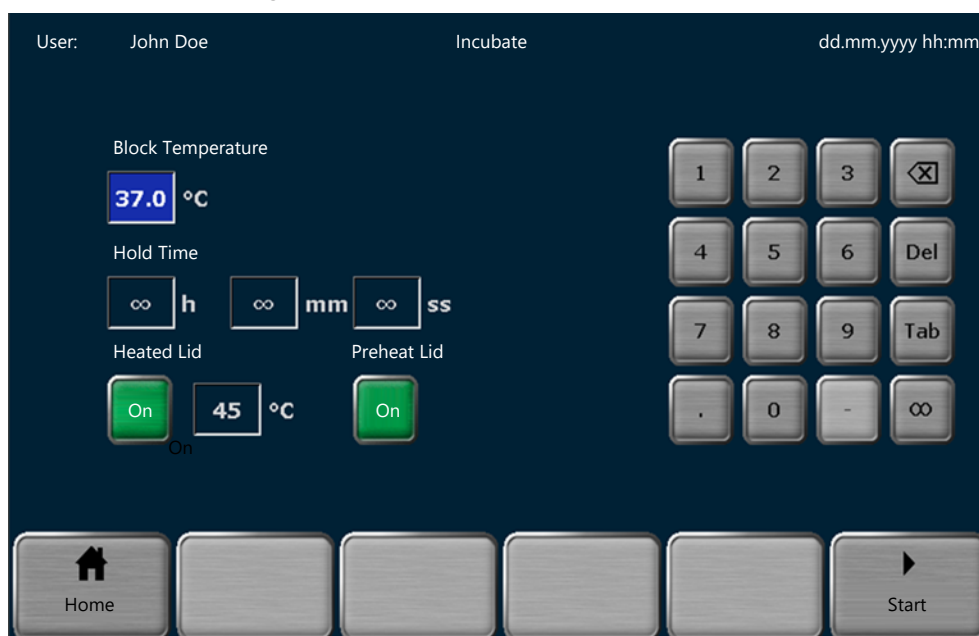 User: John Doe Incubate dd.mm.yyyy hh:mm
Block Temperature
37.0 °C
Hold Time
∞ h ∞ mm ∞ ss
Heated Lid Preheat Lid
On 45 °C On
On
1 2 3
4 5 6 Del
7 8 9 Tab
. 0 - ∞
Home Start